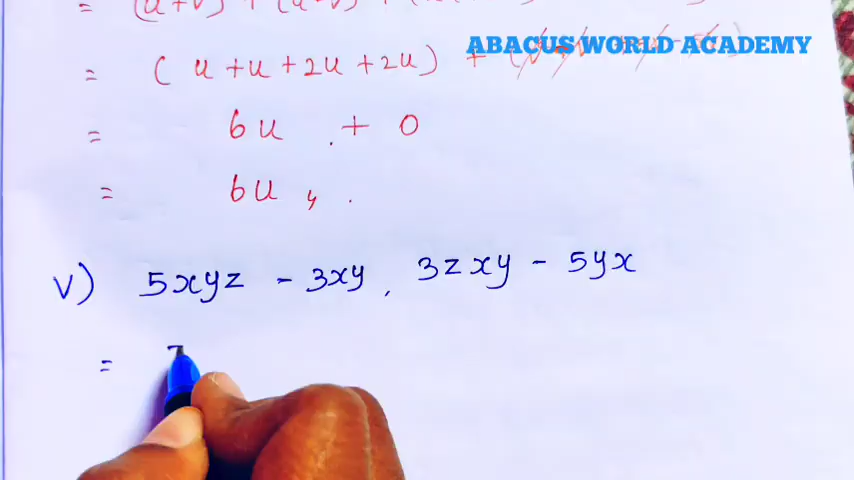 = (u+v) + (u
ABACUS WORLD ACADEMY
= ( u + u + 2u + 2u ) + (
= 6u . + 0
= 6u , .
v) 5xyz - 3xy , 3zxy - 5yx
=